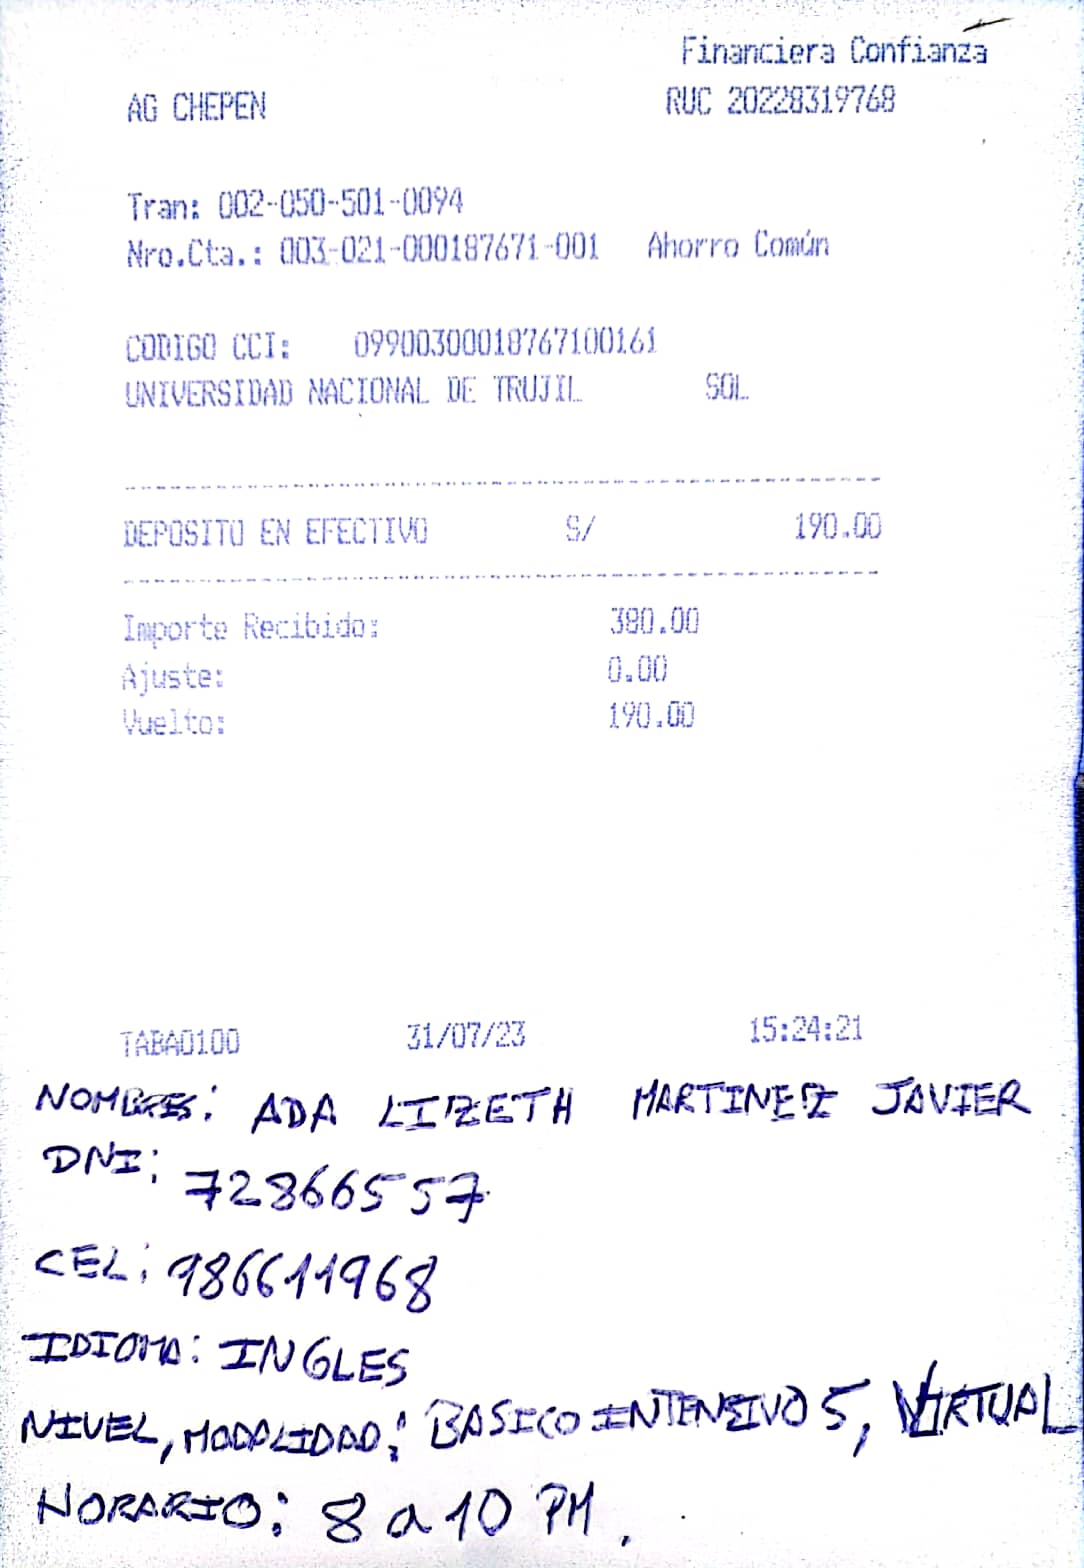 Financiera Confianza
AG CHEPEN RUC 20228319768
Tran: 002-050-501-0094
Nro.Cta.: 003-021-000187671-001 Ahorro Común
CODIGO CCI: 09900300018767100161
UNIVERSIDAD NACIONAL DE TRUJIL SOL
DEPOSITO EN EFECTIVO S/ 190.00
Importe Recibido: 380.00
Ajuste: 0.00
Vuelto: 190.00
TABA0100 31/07/23 15:24:21
NOMBRES: ADA LIZETH MARTINEZ JAVIER
DNI: 72866557
CEL: 986611968
IDIOMA: INGLES
NIVEL, MODALIDAD: BASICO INTENSIVO 5, VIRTUAL
HORARIO: 8 a 10 PM.